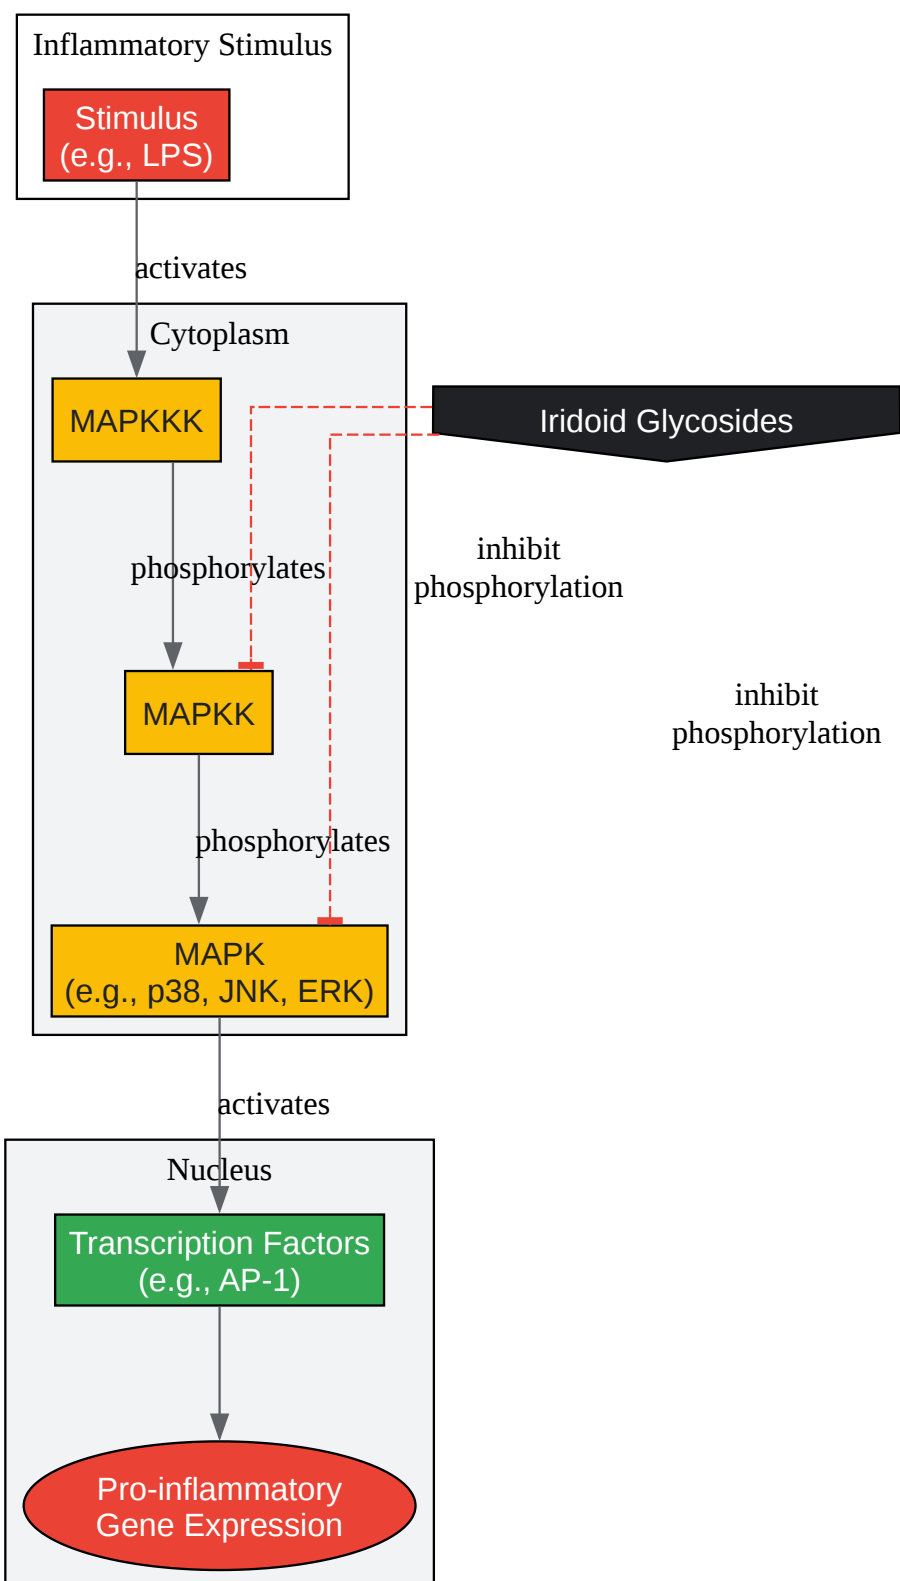 Inflammatory Stimulus
Stimulus
(e.g., LPS)
activates
Cytoplasm
MAPKKK
Iridoid Glycosides
phosphorylates
inhibit
phosphorylation
MAPKK
inhibit
phosphorylation
phosphorylates
MAPK
(e.g., p38, JNK, ERK)
activates
Nucleus
Transcription Factors
(e.g., AP-1)
Pro-inflammatory
Gene Expression